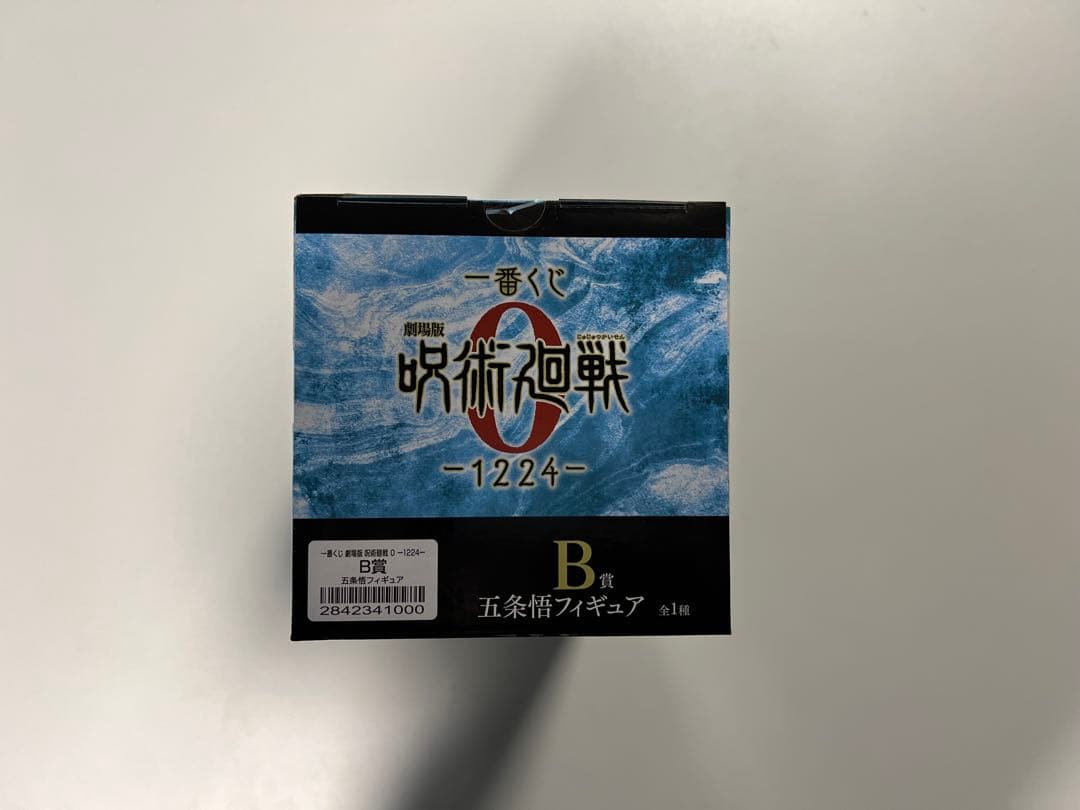 一番くじ
劇場版
じゅじゅつかいせん
呪術廻戦
0
-1224-
一番くじ 劇場版 呪術廻戦 0 -1224-
B賞
五条悟フィギュア
2842341000
B賞
五条悟フィギュア 全1種